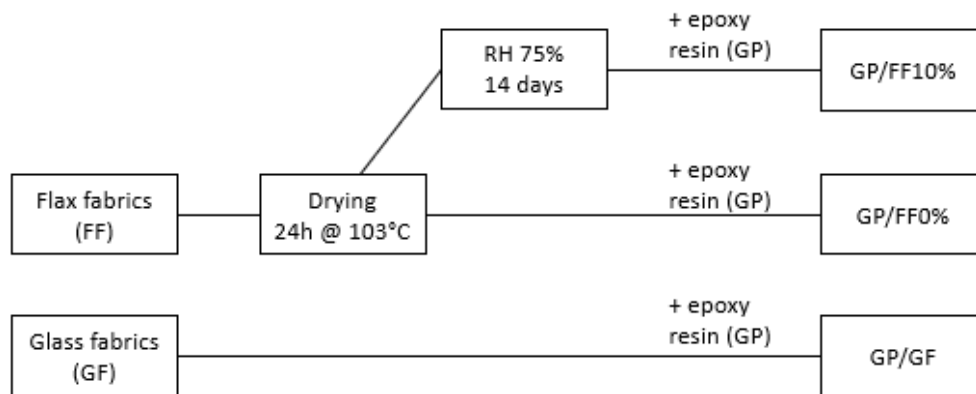 + epoxy
resin (GP)
RH 75%
14 days
GP/FF10%
+ epoxy
resin (GP)
Flax fabrics
(FF)
Drying
24h @ 103°C
GP/FF0%
+ epoxy
resin (GP)
Glass fabrics
(GF)
GP/GF